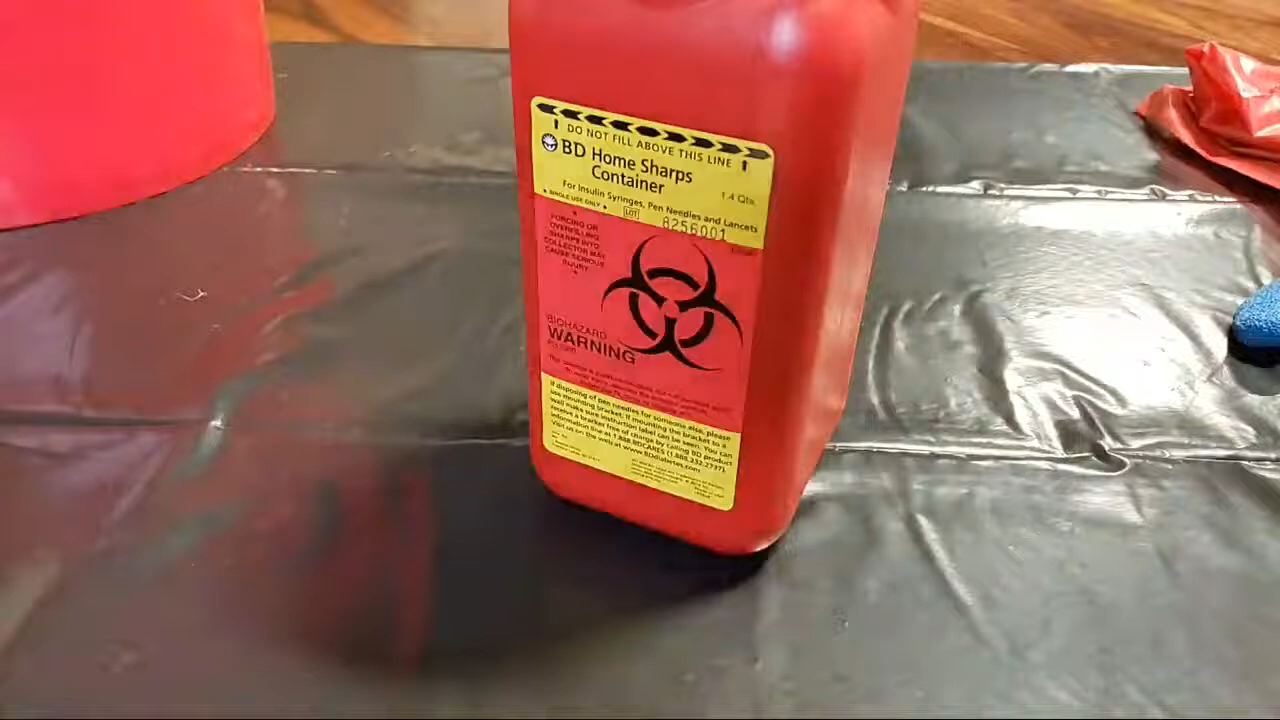 DO NOT FILL ABOVE THIS LINE
BD Home Sharps
Container
1.4 Qts.
For Insulin Syringes, Pen Needles and Lancets
SINGLE USE ONLY
LOT 8256001
FORCING OR
OVERFILLING
SHARPS INTO
COLLECTOR MAY
CAUSE SERIOUS
INJURY
BIOHAZARD
WARNING
If disposing of pen needles for someone else, please
use mounting bracket. If mounting the bracket to a
wall make sure instruction label can be seen. You can
receive a bracket free of charge by calling BD product
information line at 1.888.BDCARES (1.888.232.2737).
Visit us on the web at www.BDdiabetes.com